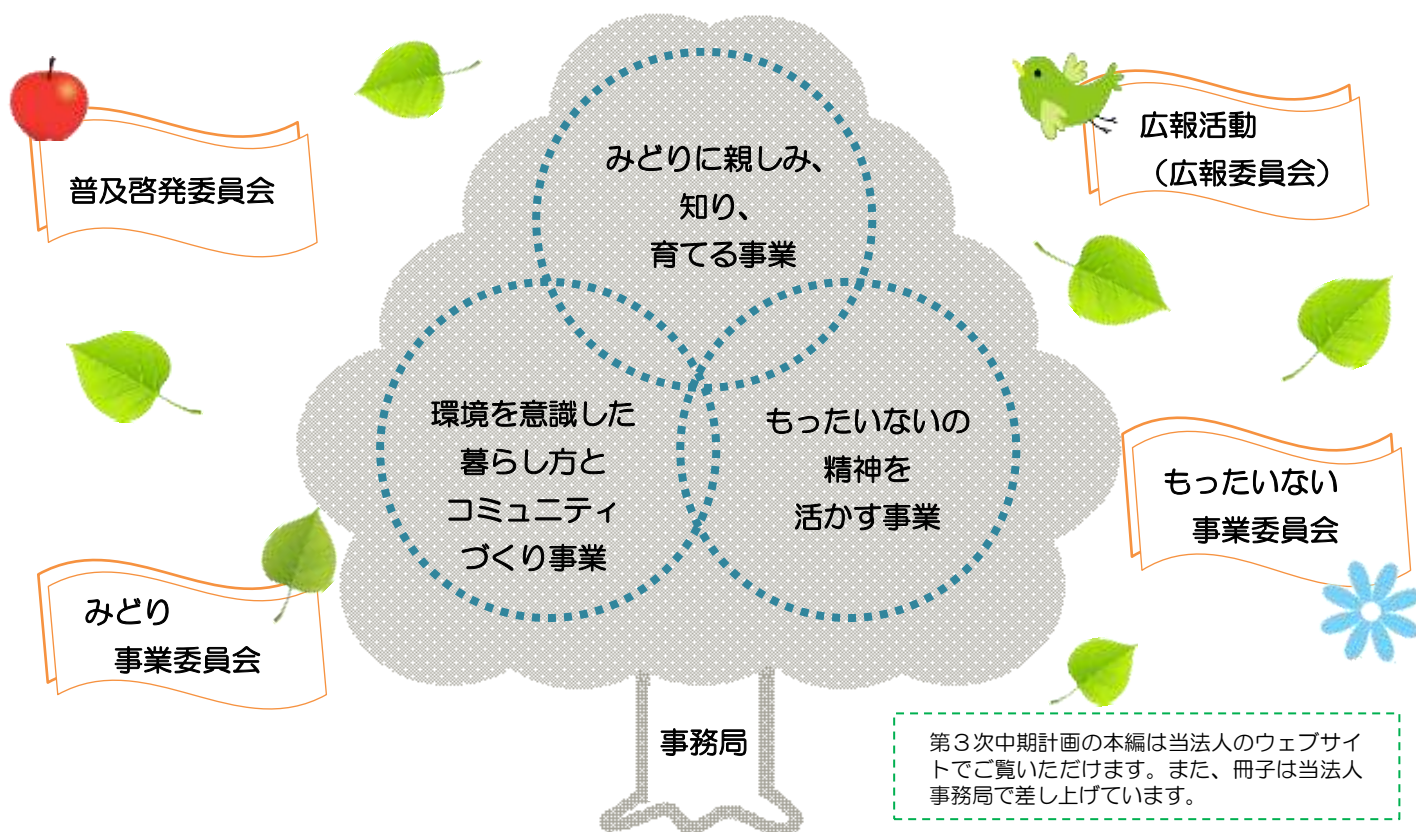 普及啓発委員会
広報活動
（広報委員会）
みどりに親しみ、
知り、
育てる事業
環境を意識した
暮らし方と
コミュニティ
づくり事業
もったいないの
精神を
活かす事業
もったいない
事業委員会
みどり
事業委員会
事務局
第３次中期計画の本編は当法人のウェブサイ
トでご覧いただけます。また、冊子は当法人
事務局で差し上げています。